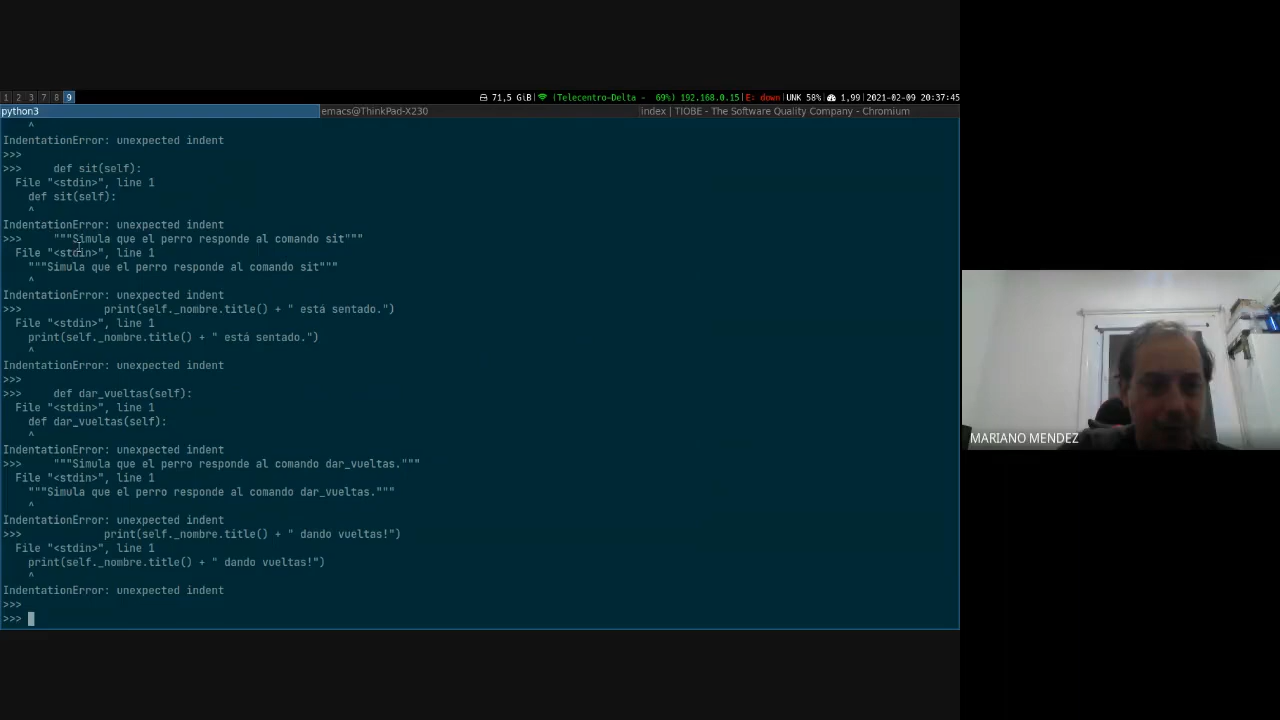 1 2 3 7 8 9
71,5 GiB (Telecentro-Delta - 69%) 192.168.0.15 E: down UNK 58% 1,99 2021-02-09 20:37:45
python3 emacs@ThinkPad-X230 index | TIOBE - The Software Quality Company - Chromium
^
IndentationError: unexpected indent
>>>
>>>     def sit(self):
  File "<stdin>", line 1
    def sit(self):
    ^
IndentationError: unexpected indent
>>>     """Simula que el perro responde al comando sit"""
  File "<stdin>", line 1
    """Simula que el perro responde al comando sit"""
    ^
IndentationError: unexpected indent
>>>             print(self._nombre.title() + " está sentado.")
  File "<stdin>", line 1
    print(self._nombre.title() + " está sentado.")
    ^
IndentationError: unexpected indent
>>>
>>>     def dar_vueltas(self):
  File "<stdin>", line 1
    def dar_vueltas(self):
    ^
IndentationError: unexpected indent
>>>     """Simula que el perro responde al comando dar_vueltas."""
  File "<stdin>", line 1
    """Simula que el perro responde al comando dar_vueltas."""
    ^
IndentationError: unexpected indent
>>>             print(self._nombre.title() + " dando vueltas!")
  File "<stdin>", line 1
    print(self._nombre.title() + " dando vueltas!")
    ^
IndentationError: unexpected indent
>>>
>>>
MARIANO MENDEZ